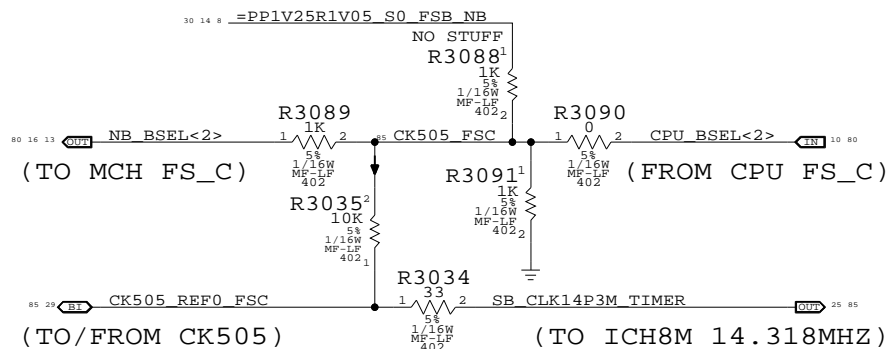 30 14 8 =PP1V25R1V05_S0_FSB_NB
NO STUFF
R3088 1
1K
5%
1/16W
MF-LF
402 2
R3089
1K
1 2
5%
1/16W
MF-LF
402
R3090
0
1 2
5%
1/16W
MF-LF
402
80 16 13 OUT NB_BSEL<2>
85 CK505_FSC
CPU_BSEL<2> IN 10 80
(TO MCH FS_C)
(FROM CPU FS_C)
R3091 1
1K
5%
1/16W
MF-LF
402 2
R3035 2
10K
5%
1/16W
MF-LF
402 1
R3034
33
1 2
5%
1/16W
MF-LF
402
85 29 BI CK505_REF0_FSC
SB_CLK14P3M_TIMER OUT 25 85
(TO/FROM CK505)
(TO ICH8M 14.318MHZ)